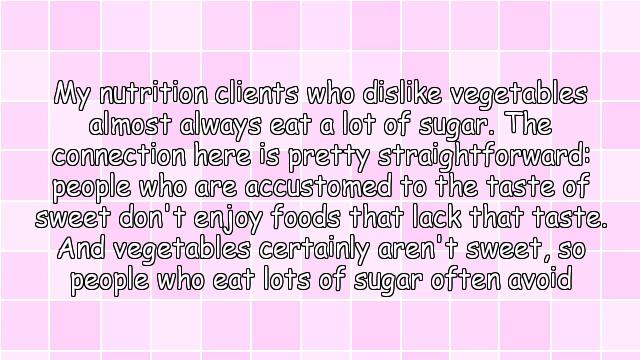 My nutrition clients who dislike vegetables
almost always eat a lot of sugar. The
connection here is pretty straightforward:
people who are accustomed to the taste of
sweet don't enjoy foods that lack that taste.
And vegetables certainly aren't sweet, so
people who eat lots of sugar often avoid